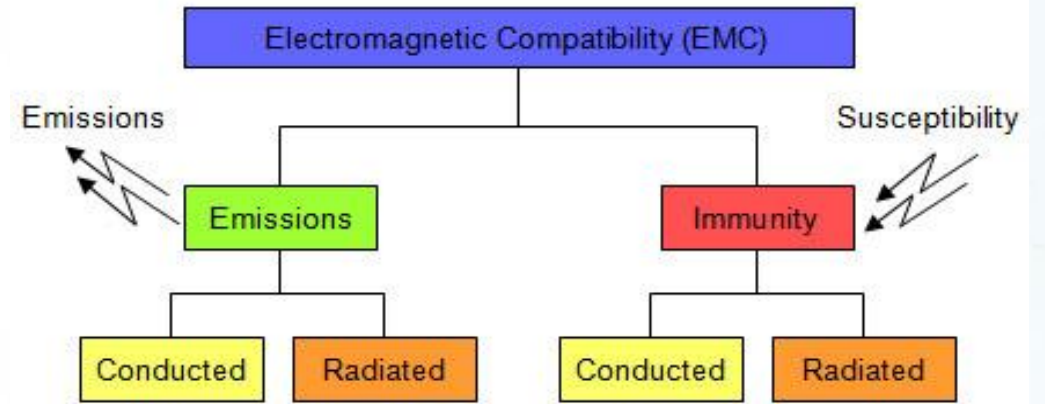 Electromagnetic Compatibility (EMC)
Emissions
Susceptibility
Emissions
Immunity
Conducted
Radiated
Conducted
Radiated